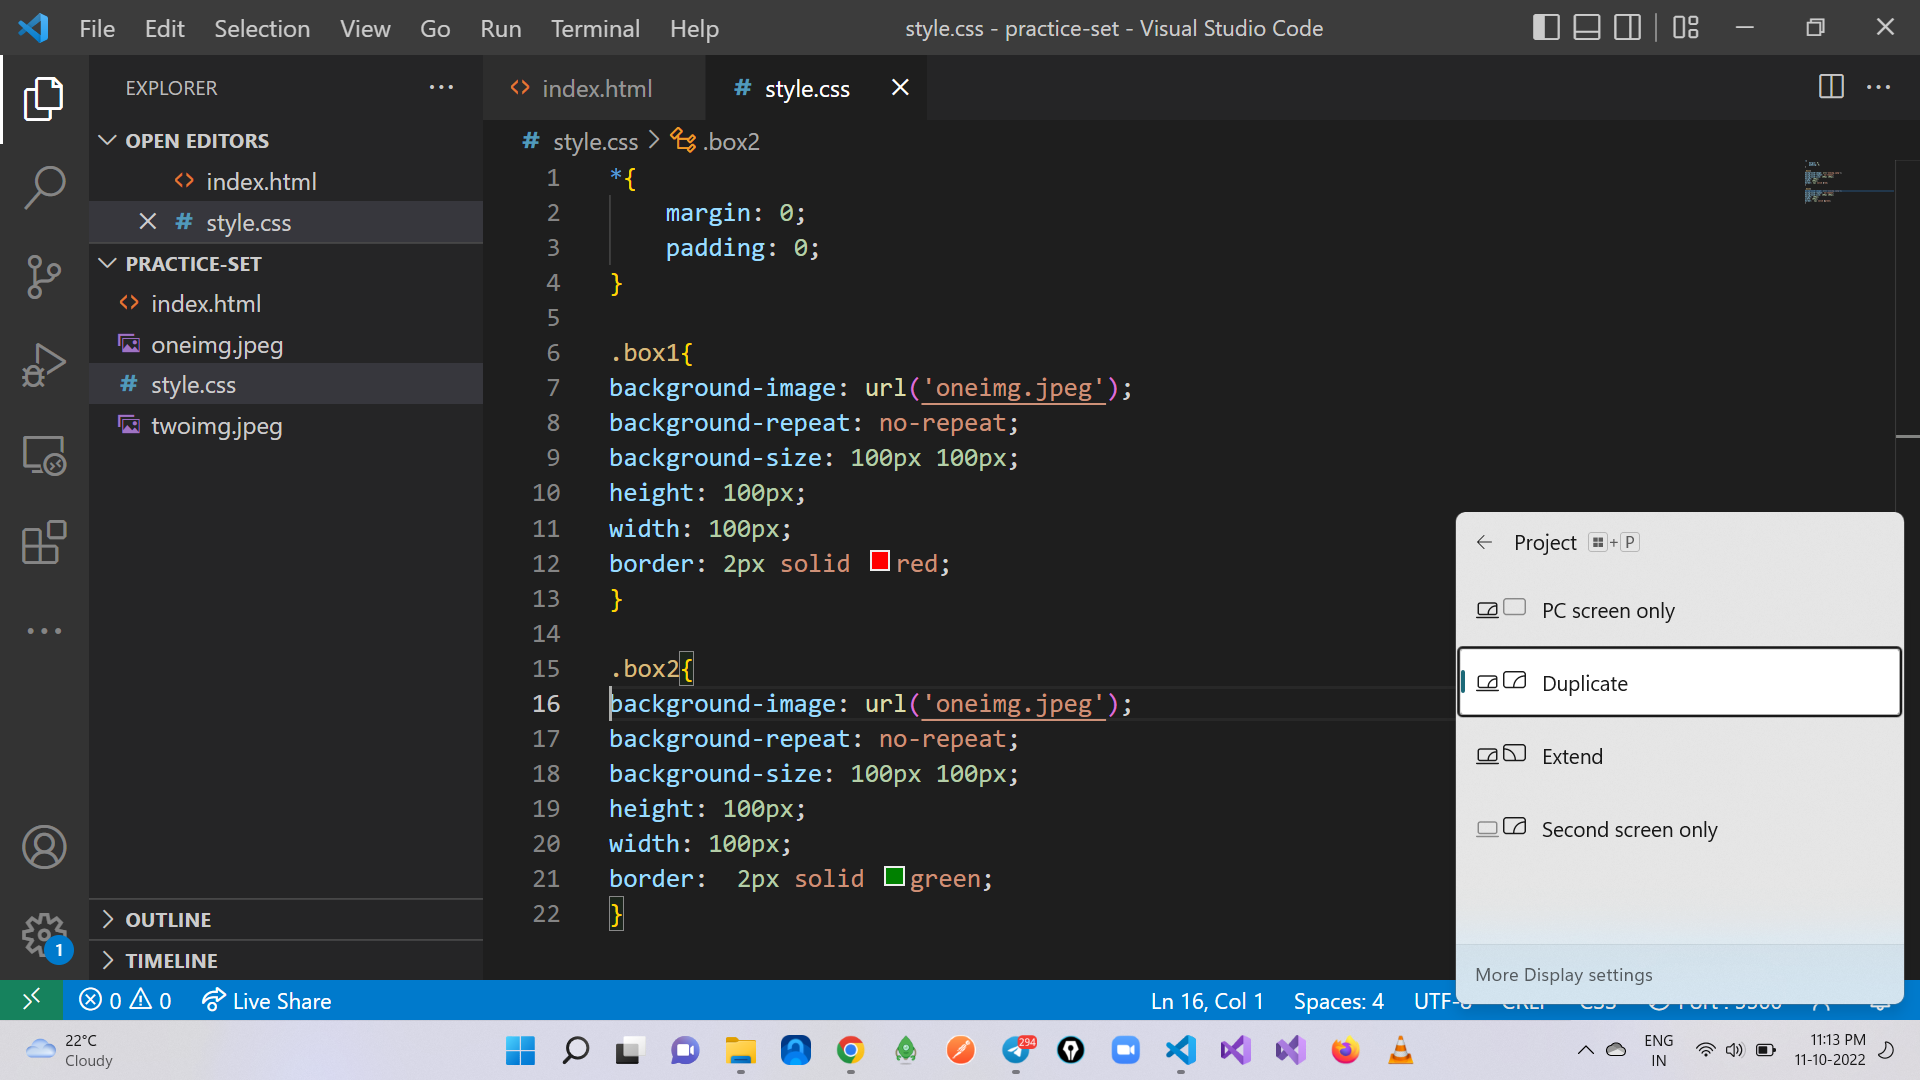 File Edit Selection View Go Run Terminal Help
style.css - practice-set - Visual Studio Code
EXPLORER
OPEN EDITORS
index.html
style.css
PRACTICE-SET
index.html
oneimg.jpeg
style.css
twoimg.jpeg
OUTLINE
TIMELINE
index.html
style.css
style.css > .box2
1 *{
2 margin: 0;
3 padding: 0;
4 }
5
6 .box1{
7 background-image: url('oneimg.jpeg');
8 background-repeat: no-repeat;
9 background-size: 100px 100px;
10 height: 100px;
11 width: 100px;
12 border: 2px solid red;
13 }
14
15 .box2{
16 background-image: url('oneimg.jpeg');
17 background-repeat: no-repeat;
18 background-size: 100px 100px;
19 height: 100px;
20 width: 100px;
21 border:  2px solid green;
22 }
Project + P
PC screen only
Duplicate
Extend
Second screen only
More Display settings
1
0 0 Live Share
Ln 16, Col 1 Spaces: 4
22°C
Cloudy
294
ENG
IN
11:13 PM
11-10-2022